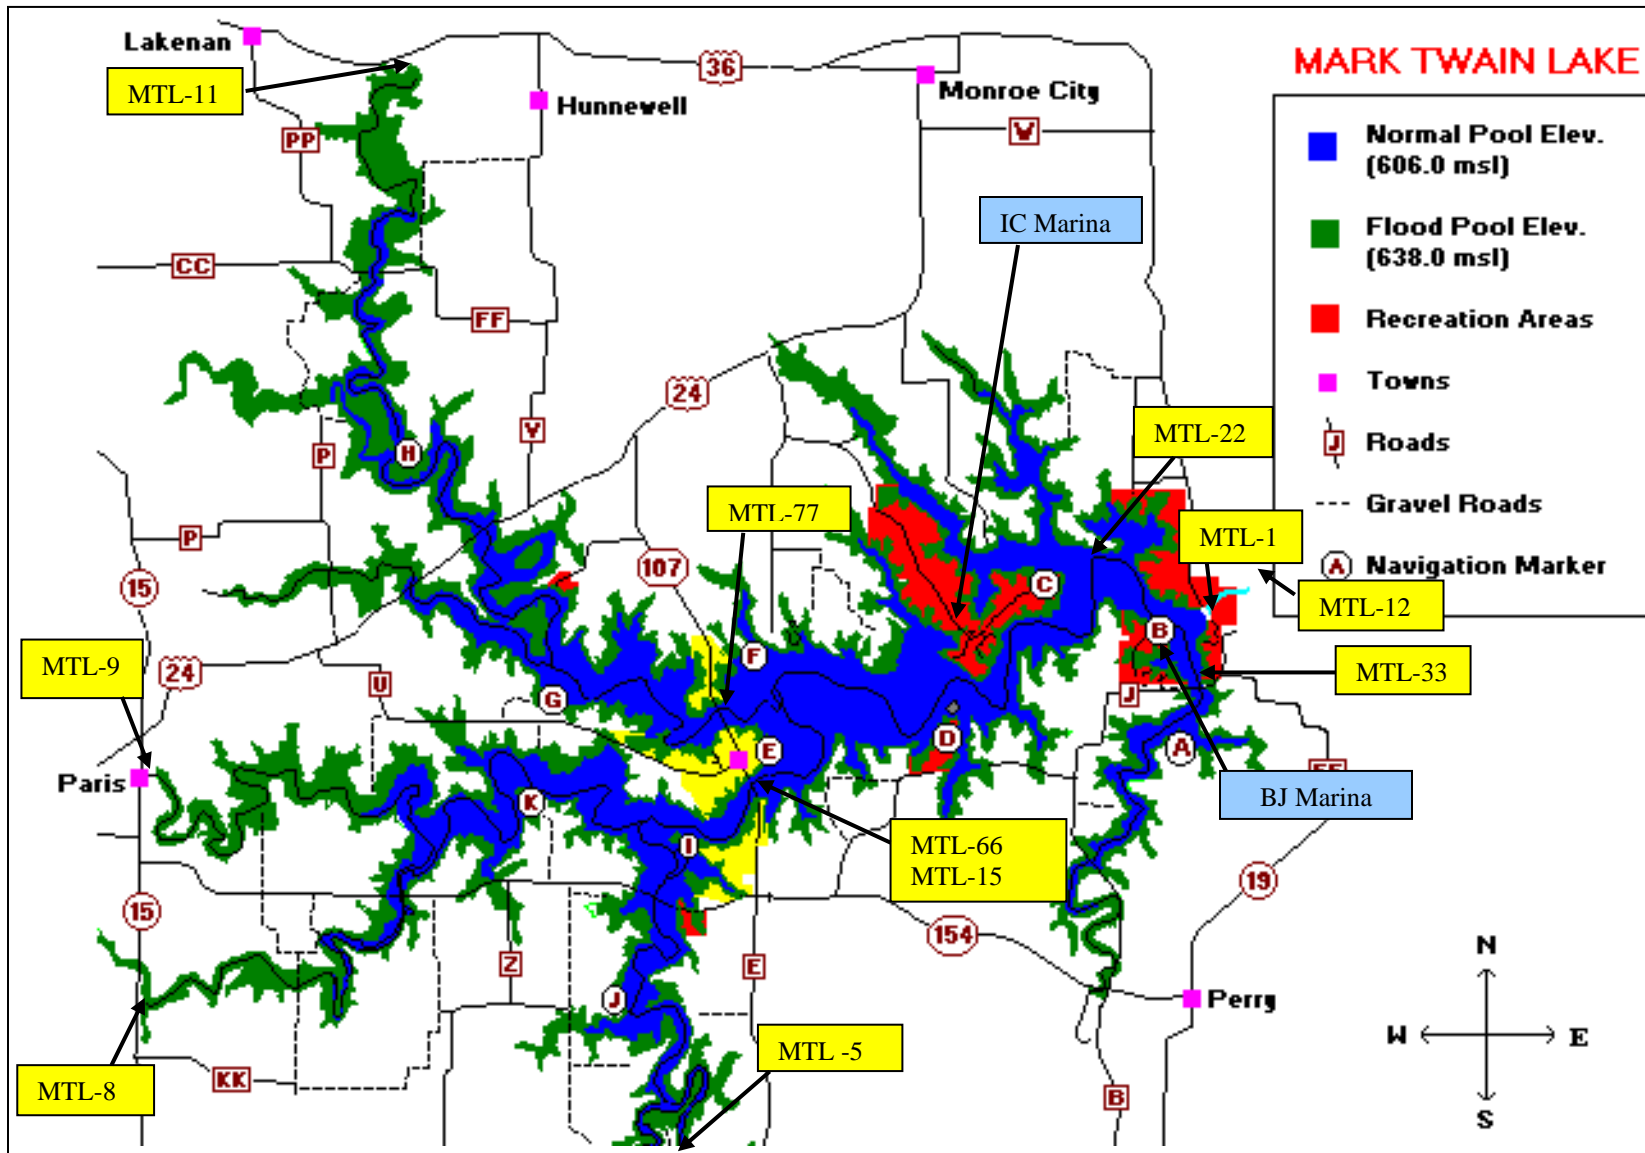 MARK TWAIN LAKE
Lakenan
36
MTL-11
Hunnewell
Monroe City
Normal Pool Elev.
(606.0 msl)
PP
W
IC Marina
Flood Pool Elev.
(638.0 msl)
CC
FF
Recreation Areas
Towns
24
V
MTL-22
J Roads
P
H
MTL-77
Gravel Roads
P
MTL-1
15
107
C
A Navigation Marker
MTL-12
B
MTL-9
F
24
U
MTL-33
G
J
D
E
A
Paris
K
BJ Marina
I
MTL-66
MTL-15
19
15
154
Z
E
J
Perry
N
W E
S
MTL -5
KK
MTL-8
B